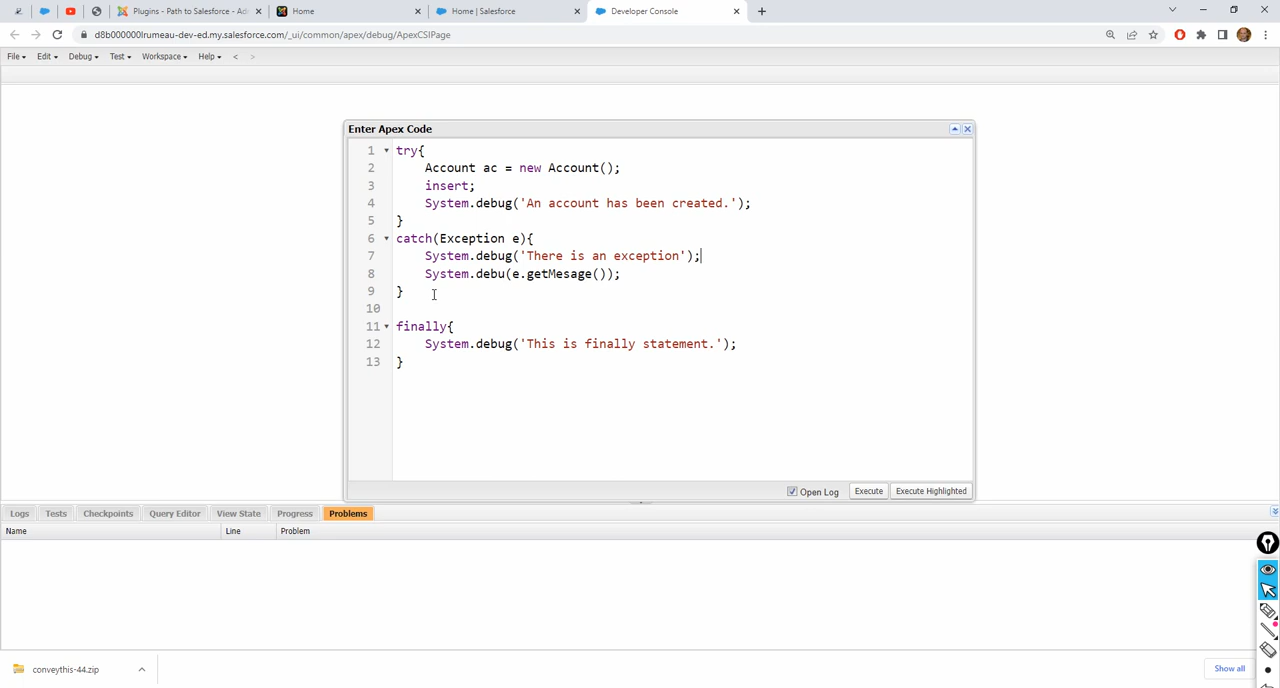 Plugins - Path to Salesforce - Ad
Home
Home | Salesforce
Developer Console
d8b000000lrumeau-dev-ed.my.salesforce.com/_ui/common/apex/debug/ApexCSIPage
File Edit Debug Test Workspace Help < >
Enter Apex Code
1 try{
2 Account ac = new Account();
3 insert;
4 System.debug('An account has been created.');
5 }
6 catch(Exception e){
7 System.debug('There is an exception');
8 System.debu(e.getMesage());
9 }
10
11 finally{
12 System.debug('This is finally statement.');
13 }
Open Log Execute Execute Highlighted
Logs Tests Checkpoints Query Editor View State Progress Problems
Name Line Problem
conveythis-44.zip
Show all